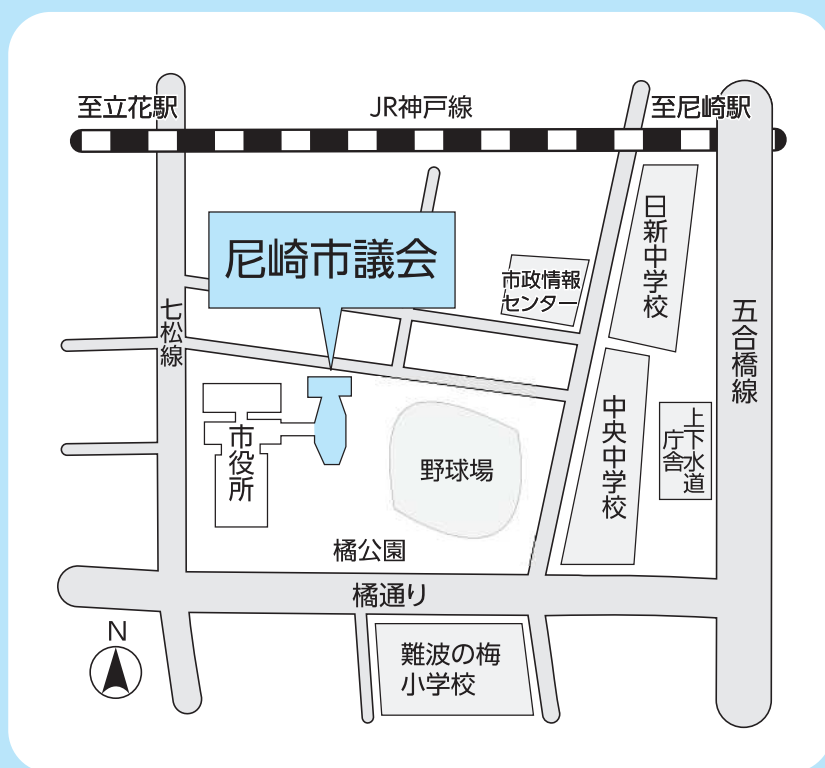 至立花駅
JR神戸線
至尼崎駅
日新中学校
尼崎市議会
市政情報
センター
七松線
五合橋線
中央中学校
上下水道
庁舎
市役所
野球場
橘公園
橘通り
N
難波の梅
小学校